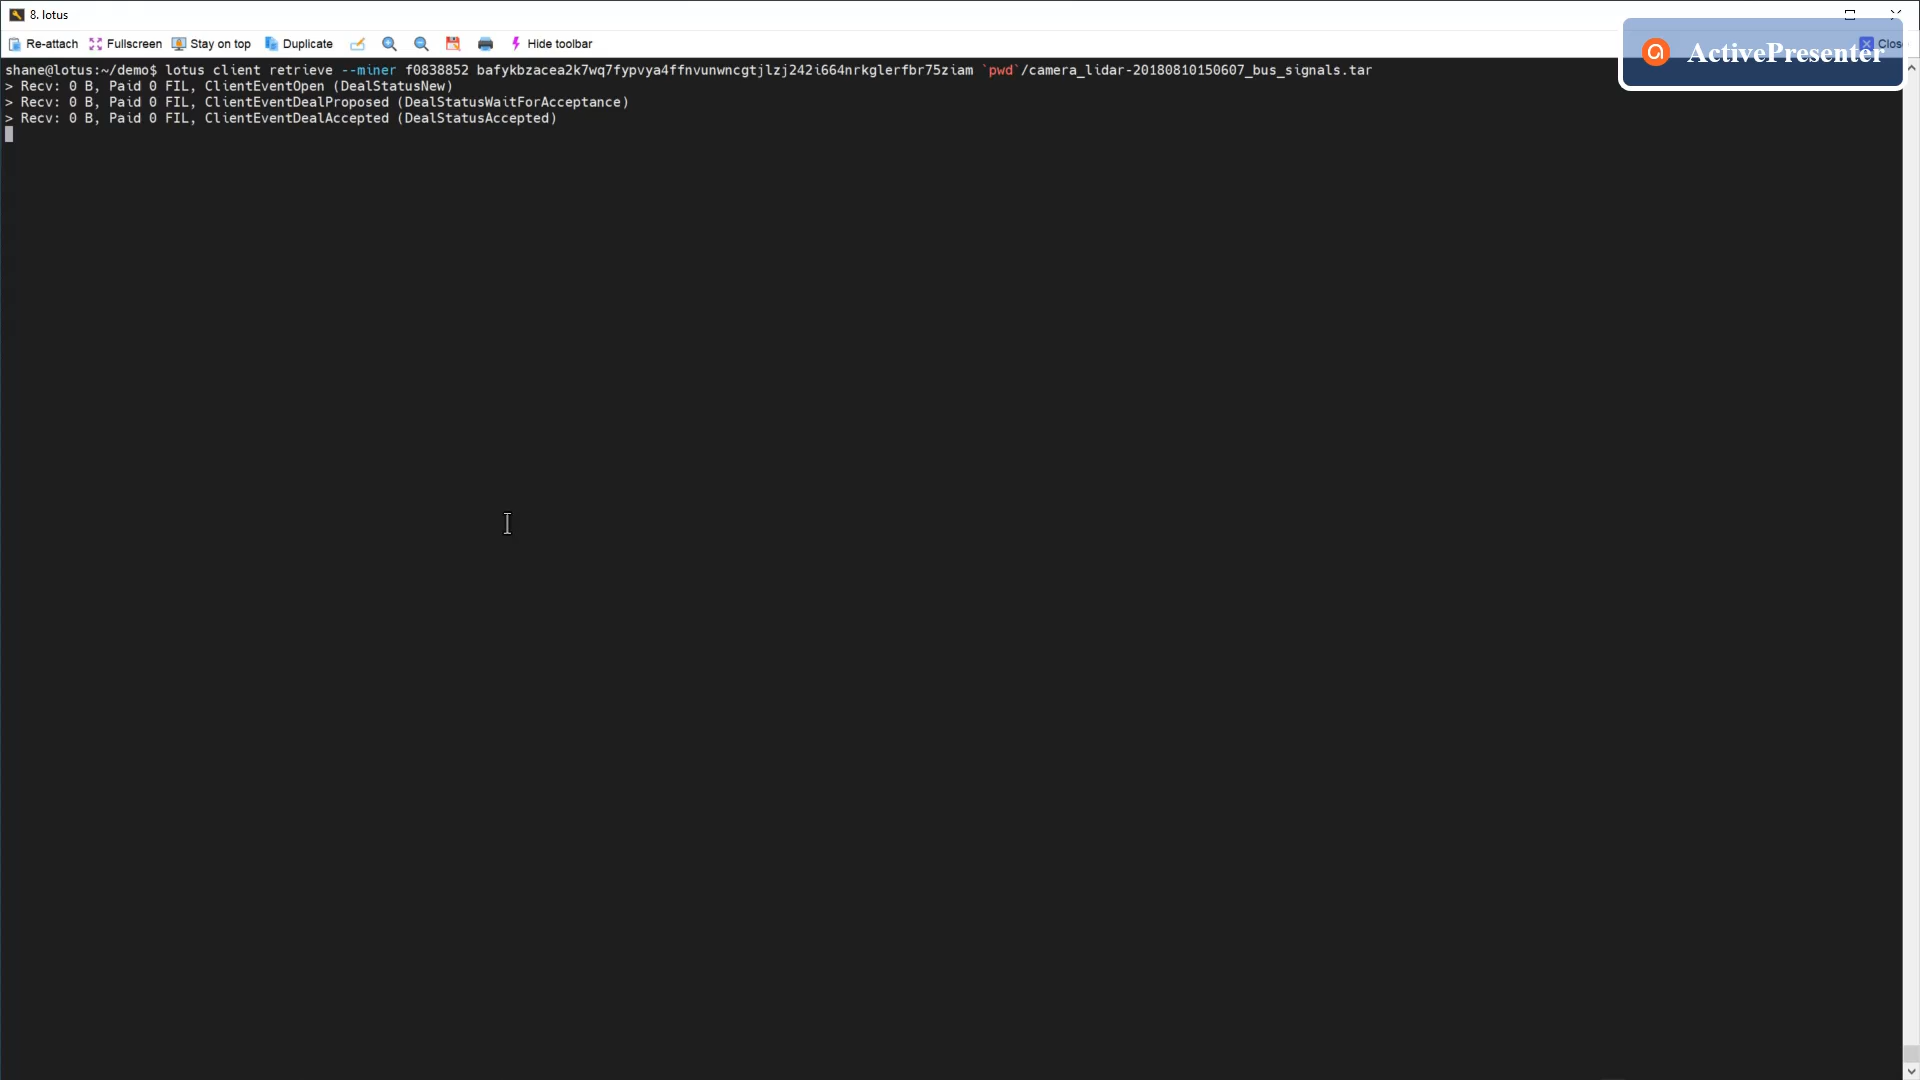 8. lotus
Re-attach Fullscreen Stay on top Duplicate Hide toolbar Clos
ActivePresenter
shane@lotus:~/demo$ lotus client retrieve --miner f0838852 bafykbzacea2k7wq7fypvya4ffnvunwncgtjlzj242i664nrkglerfbr75ziam `pwd`/camera_lidar-20180810150607_bus_signals.tar
> Recv: 0 B, Paid 0 FIL, ClientEventOpen (DealStatusNew)
> Recv: 0 B, Paid 0 FIL, ClientEventDealProposed (DealStatusWaitForAcceptance)
> Recv: 0 B, Paid 0 FIL, ClientEventDealAccepted (DealStatusAccepted)